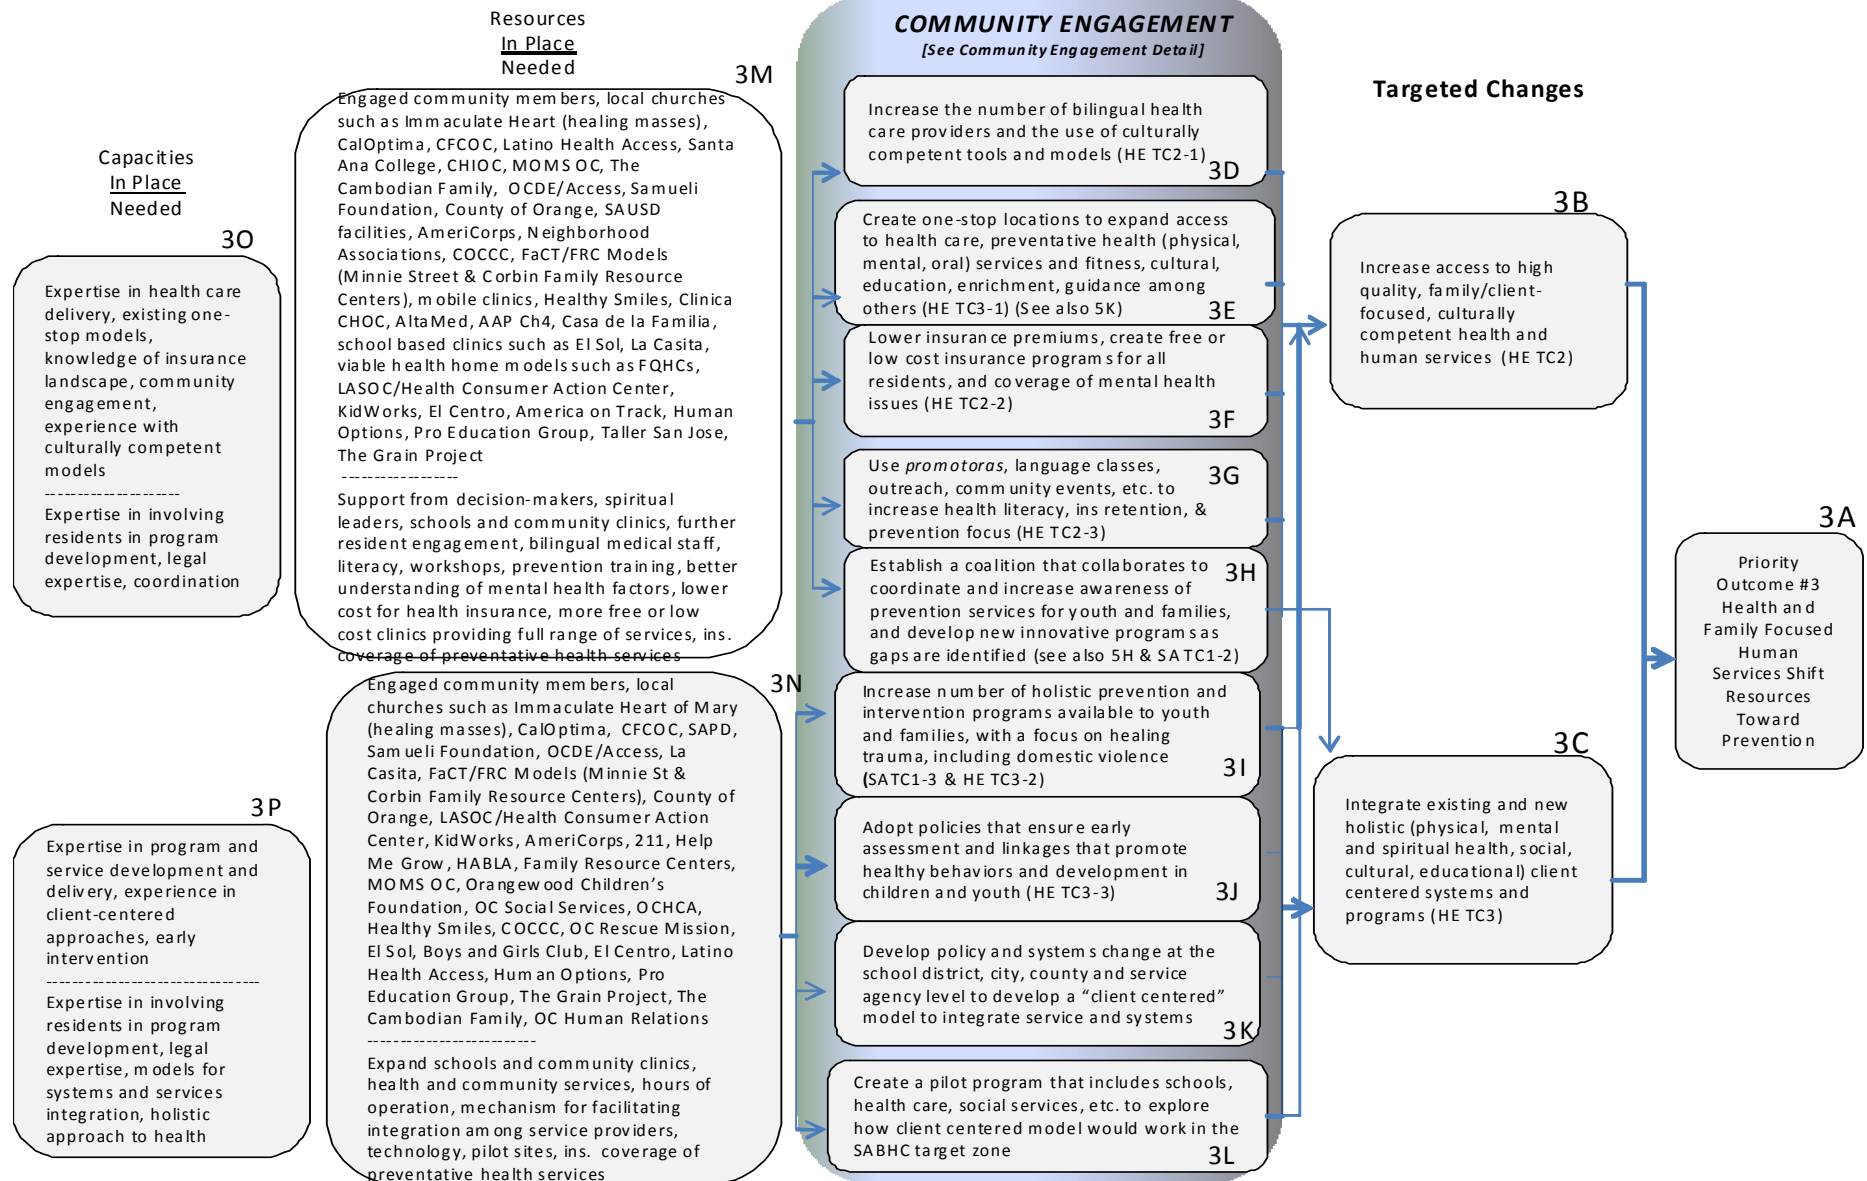 Capacities
In Place
Needed
3O
Expertise in health care
delivery, existing one-
stop models,
knowledge of insurance
landscape, community
engagement,
experience with
culturally competent
models
---------------------
Expertise in involving
residents in program
development, legal
expertise, coordination
3P
Expertise in program and
service development and
delivery, experience in
client-centered
approaches, early
intervention
---------------------------------
Expertise in involving
residents in program
development, legal
expertise, models for
systems and services
integration, holistic
approach to health
Resources
In Place
Needed
3M
Engaged community members, local churches
such as Immaculate Heart (healing masses),
CalOptima, CFCOC, Latino Health Access, Santa
Ana College, CHIOC, MOMS OC, The
Cambodian Family, OCDE/Access, Samueli
Foundation, County of Orange, SAUSD
facilities, AmeriCorps, Neighborhood
Associations, COCCC, FaCT/FRC Models
(Minnie Street & Corbin Family Resource
Centers), mobile clinics, Healthy Smiles, Clinica
CHOC, AltaMed, AAP Ch4, Casa de la Familia,
school based clinics such as El Sol, La Casita,
viable health home models such as FQHCs,
LASOC/Health Consumer Action Center,
KidWorks, El Centro, America on Track, Human
Options, Pro Education Group, Taller San Jose,
The Grain Project
------------------
Support from decision-makers, spiritual
leaders, schools and community clinics, further
resident engagement, bilingual medical staff,
literacy, workshops, prevention training, better
understanding of mental health factors, lower
cost for health insurance, more free or low
cost clinics providing full range of services, ins.
coverage of preventative health services
3N
Engaged community members, local
churches such as Immaculate Heart of Mary
(healing masses), CalOptima, CFCOC, SAPD,
Samueli Foundation, OCDE/Access, La
Casita, FaCT/FRC Models (Minnie St &
Corbin Family Resource Centers), County of
Orange, LASOC/Health Consumer Action
Center, KidWorks, AmeriCorps, 211, Help
Me Grow, HABLA, Family Resource Centers,
MOMS OC, Orangewood Children’s
Foundation, OC Social Services, OCHCA,
Healthy Smiles, COCCC, OC Rescue Mission,
El Sol, Boys and Girls Club, El Centro, Latino
Health Access, Human Options, Pro
Education Group, The Grain Project, The
Cambodian Family, OC Human Relations
--------------------------
Expand schools and community clinics,
health and community services, hours of
operation, mechanism for facilitating
integration among service providers,
technology, pilot sites, ins. coverage of
preventative health services
COMMUNITY ENGAGEMENT
[See Community Engagement Detail]
Increase the number of bilingual health
care providers and the use of culturally
competent tools and models (HE TC2-1)
3D
Create one-stop locations to expand access
to health care, preventative health (physical,
mental, oral) services and fitness, cultural,
education, enrichment, guidance among
others (HE TC3-1) (See also 5K)
3E
Lower insurance premiums, create free or
low cost insurance programs for all
residents, and coverage of mental health
issues (HE TC2-2)
3F
Use promotoras, language classes,
outreach, community events, etc. to
increase health literacy, ins retention, &
prevention focus (HE TC2-3)
3G
Establish a coalition that collaborates to
coordinate and increase awareness of
prevention services for youth and families,
and develop new innovative programs as
gaps are identified (see also 5H & SATC1-2)
3H
Increase number of holistic prevention and
intervention programs available to youth
and families, with a focus on healing
trauma, including domestic violence
(SATC1-3 & HE TC3-2)
3I
Adopt policies that ensure early
assessment and linkages that promote
healthy behaviors and development in
children and youth (HE TC3-3)
3J
Develop policy and systems change at the
school district, city, county and service
agency level to develop a “client centered”
model to integrate service and systems
3K
Create a pilot program that includes schools,
health care, social services, etc. to explore
how client centered model would work in the
SABHC target zone
3L
Targeted Changes
3B
Increase access to high
quality, family/client-
focused, culturally
competent health and
human services (HE TC2)
3C
Integrate existing and new
holistic (physical, mental
and spiritual health, social,
cultural, educational) client
centered systems and
programs (HE TC3)
3A
Priority
Outcome #3
Health and
Family Focused
Human
Services Shift
Resources
Toward
Prevention